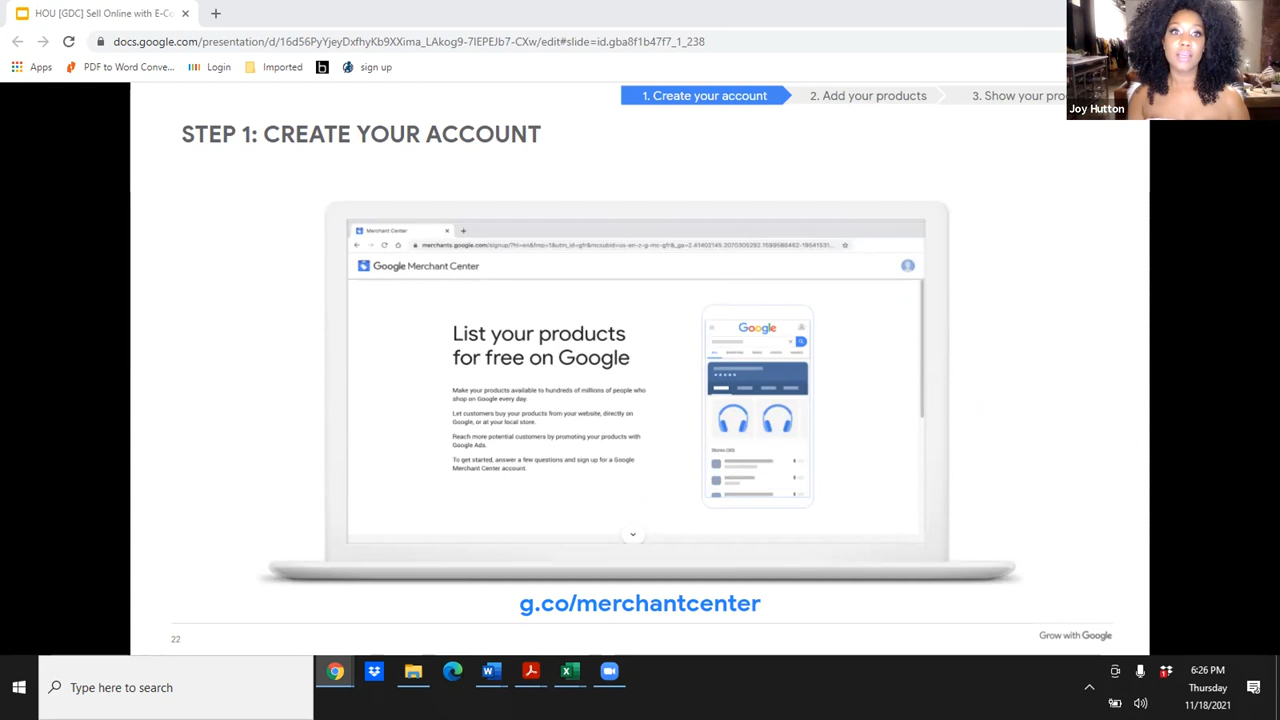 HOU [GDC] Sell Online with E-Co
docs.google.com/presentation/d/16d56PyYjeyDxfhyKb9XXima_LAkog9-7IEPEJb7-CXw/edit#slide=id.gba8f1b47f7_1_238
Apps
PDF to Word Conve...
Login
Imported
b
sign up
Joy Hutton
1. Create your account
2. Add your products
3. Show your pro
STEP 1: CREATE YOUR ACCOUNT
Merchant Center
Google Merchant Center
List your products
for free on Google
Make your products available to hundreds of millions of people who
shop on Google every day.
Let customers buy your products from your website, directly on
Google, or at your local store.
Reach more potential customers by promoting your products with
Google Ads.
To get started, answer a few questions and sign up for a Google
Merchant Center account.
Google
g.co/merchantcenter
22
Grow with Google
Type here to search
6:26 PM
Thursday
11/18/2021